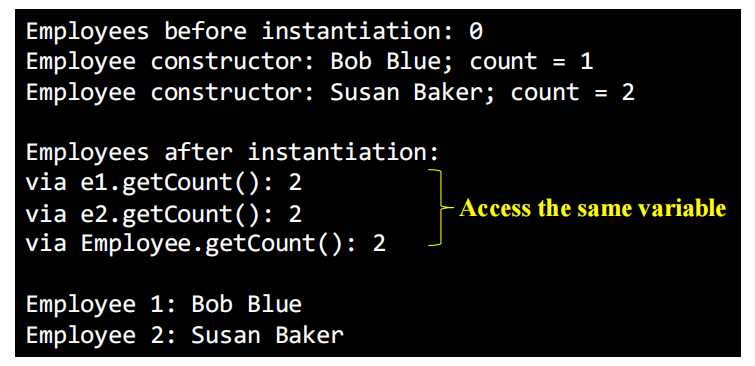 Employees before instantiation: 0
Employee constructor: Bob Blue; count = 1
Employee constructor: Susan Baker; count = 2
Employees after instantiation:
via e1.getCount(): 2
via e2.getCount(): 2
via Employee.getCount(): 2
Access the same variable
Employee 1: Bob Blue
Employee 2: Susan Baker